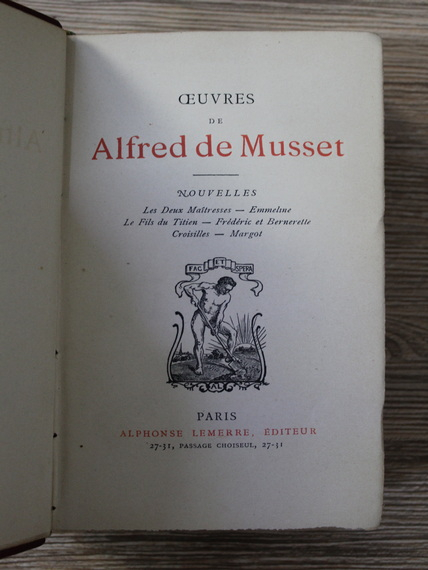 ŒUVRES
DE
Alfred de Musset
NOUVELLES
Les Deux Maîtresses — Emmeline
Le Fils du Titien — Frédéric et Bernerette
Croisilles — Margot
FAC ET SPERA
AL
PARIS
ALPHONSE LEMERRE, ÉDITEUR
27-31, PASSAGE CHOISEUL, 27-31